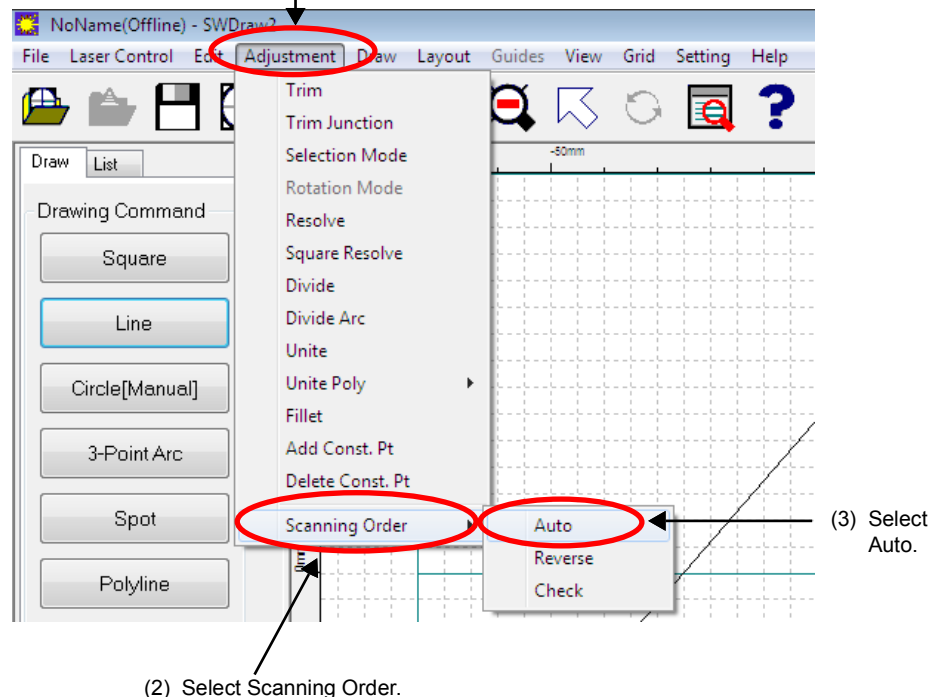 NoName(Offline) - SWDraw2
File Laser Control Edit Adjustment Draw Layout Guides View Grid Setting Help
Draw List
-50mm
Drawing Command
Square
Line
Circle[Manual]
3-Point Arc
Spot
Polyline
Trim
Trim Junction
Selection Mode
Rotation Mode
Resolve
Square Resolve
Divide
Divide Arc
Unite
Unite Poly
Fillet
Add Const. Pt
Delete Const. Pt
Scanning Order
Auto
Reverse
Check
(3) Select
Auto.
(2) Select Scanning Order.